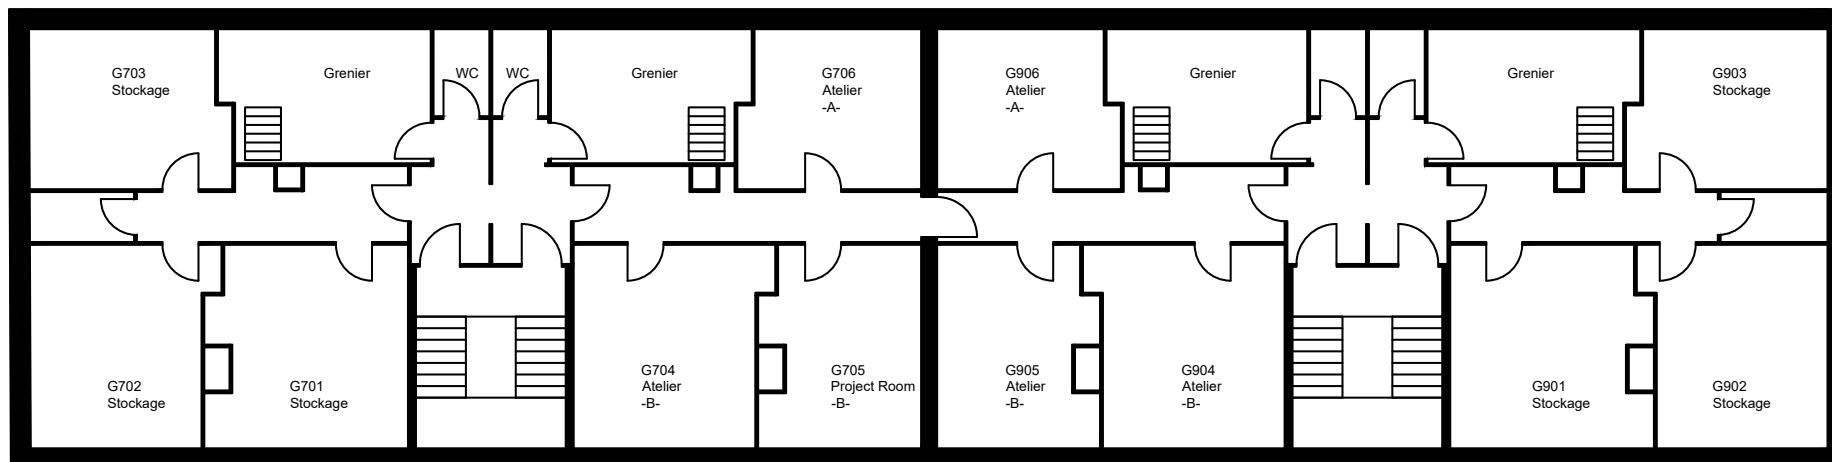 G703
Stockage
Grenier
WC
WC
Grenier
G706
Atelier
-A-
G906
Atelier
-A-
Grenier
Grenier
G903
Stockage
G702
Stockage
G701
Stockage
G704
Atelier
-B-
G705
Project Room
-B-
G905
Atelier
-B-
G904
Atelier
-B-
G901
Stockage
G902
Stockage